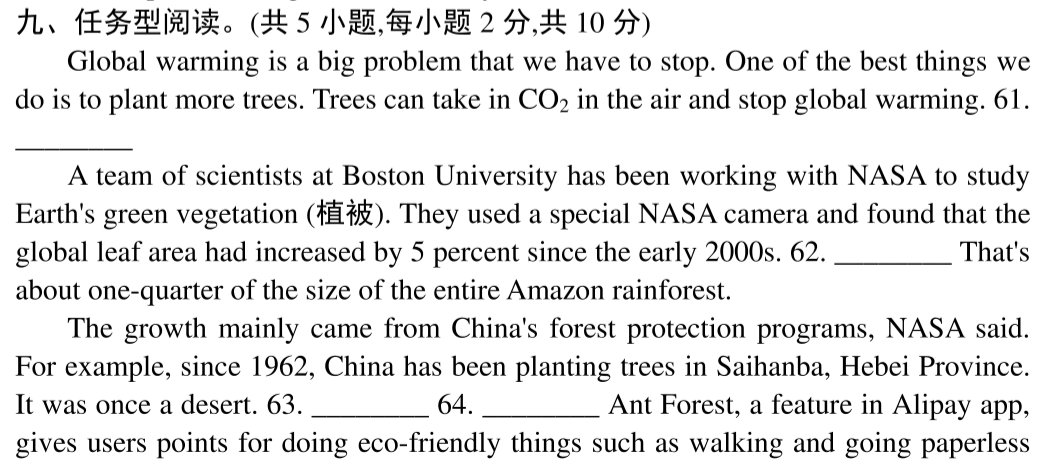 九、任务型阅读。(共 5 小题,每小题 2 分,共 10 分)
Global warming is a big problem that we have to stop. One of the best things we
do is to plant more trees. Trees can take in CO₂ in the air and stop global warming. 61.
________
A team of scientists at Boston University has been working with NASA to study
Earth's green vegetation (植被). They used a special NASA camera and found that the
global leaf area had increased by 5 percent since the early 2000s. 62. ________ That's
about one-quarter of the size of the entire Amazon rainforest.
The growth mainly came from China's forest protection programs, NASA said.
For example, since 1962, China has been planting trees in Saihanba, Hebei Province.
It was once a desert. 63. ________ 64. ________ Ant Forest, a feature in Alipay app,
gives users points for doing eco-friendly things such as walking and going paperless